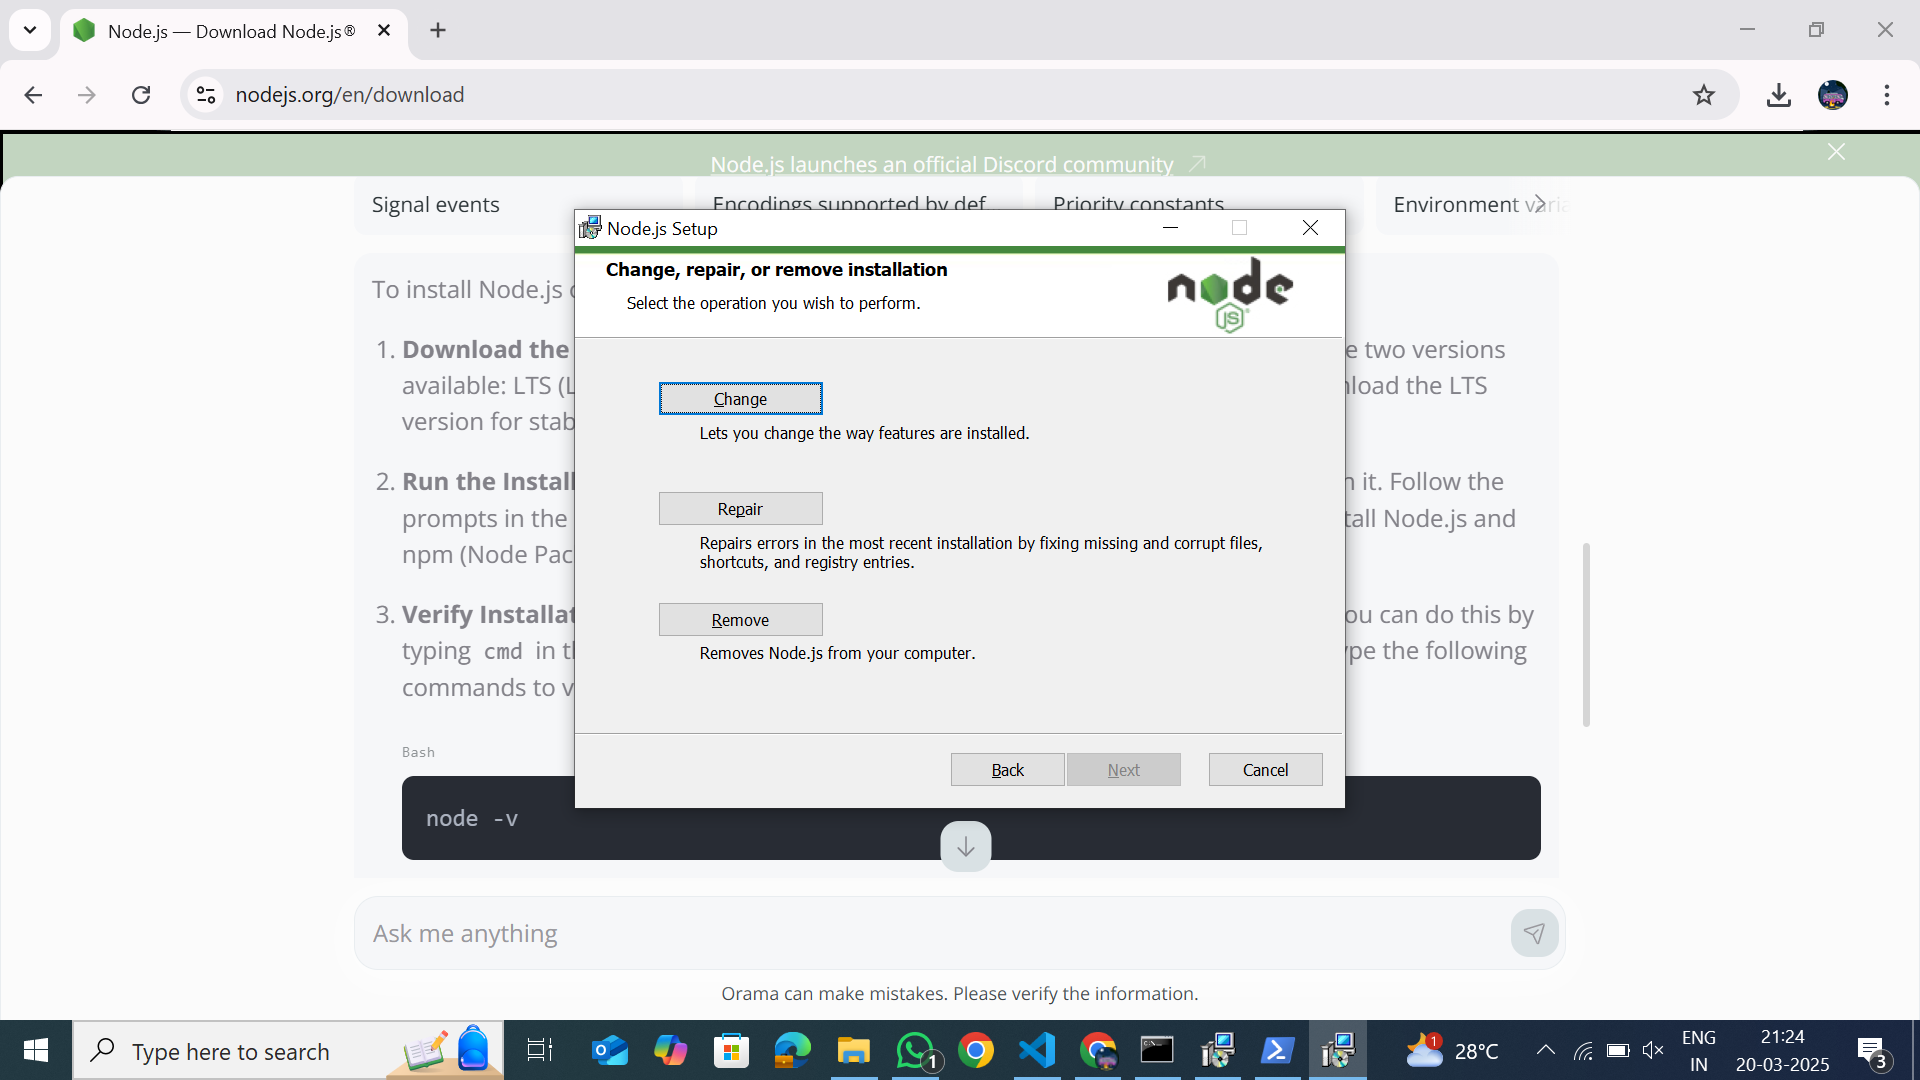 Node.js — Download Node.js®
nodejs.org/en/download
Node.js launches an official Discord community
Signal events
Encodings supported by def
Priority constants
Environment varia
Node.js Setup
Change, repair, or remove installation
Select the operation you wish to perform.
node
JS
To install Node.js
1. Download the
e two versions
available: LTS (L
nload the LTS
version for stab
Change
Lets you change the way features are installed.
2. Run the Install
n it. Follow the
prompts in the
tall Node.js and
npm (Node Pac
Repair
Repairs errors in the most recent installation by fixing missing and corrupt files,
shortcuts, and registry entries.
3. Verify Installat
ou can do this by
typing cmd in t
ype the following
commands to v
Remove
Removes Node.js from your computer.
Back
Next
Cancel
Bash
node -v
Ask me anything
Orama can make mistakes. Please verify the information.
Type here to search
1
1
28°C
ENG
IN
21:24
20-03-2025
3